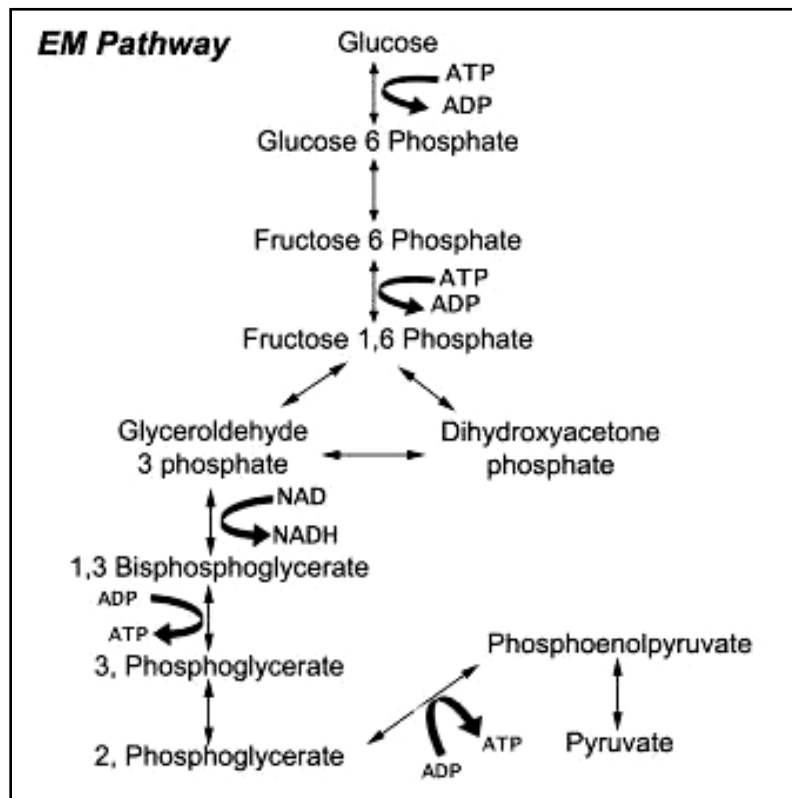 EM Pathway
Glucose
ATP
ADP
Glucose 6 Phosphate
Fructose 6 Phosphate
ATP
ADP
Fructose 1,6 Phosphate
Glyceroldehyde
3 phosphate
Dihydroxyacetone
phosphate
NAD
NADH
1,3 Bisphosphoglycerate
ADP
ATP
3, Phosphoglycerate
Phosphoenolpyruvate
2, Phosphoglycerate
ADP
ATP
Pyruvate